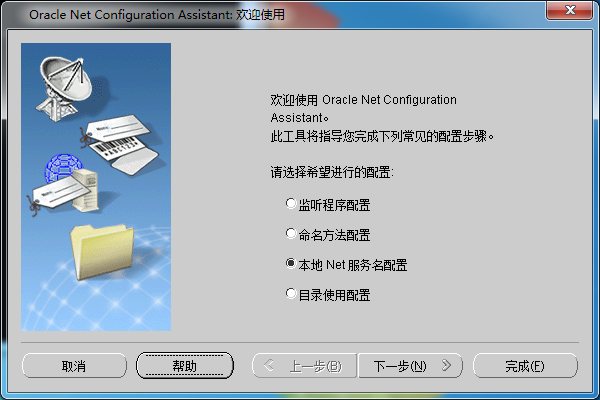 Oracle Net Configuration Assistant: 欢迎使用
欢迎使用 Oracle Net Configuration
Assistant。
此工具将指导您完成下列常见的配置步骤。
请选择希望进行的配置:
监听程序配置
命名方法配置
本地 Net 服务名配置
目录使用配置
取消
帮助
上一步(B)
下一步(N)
完成(F)